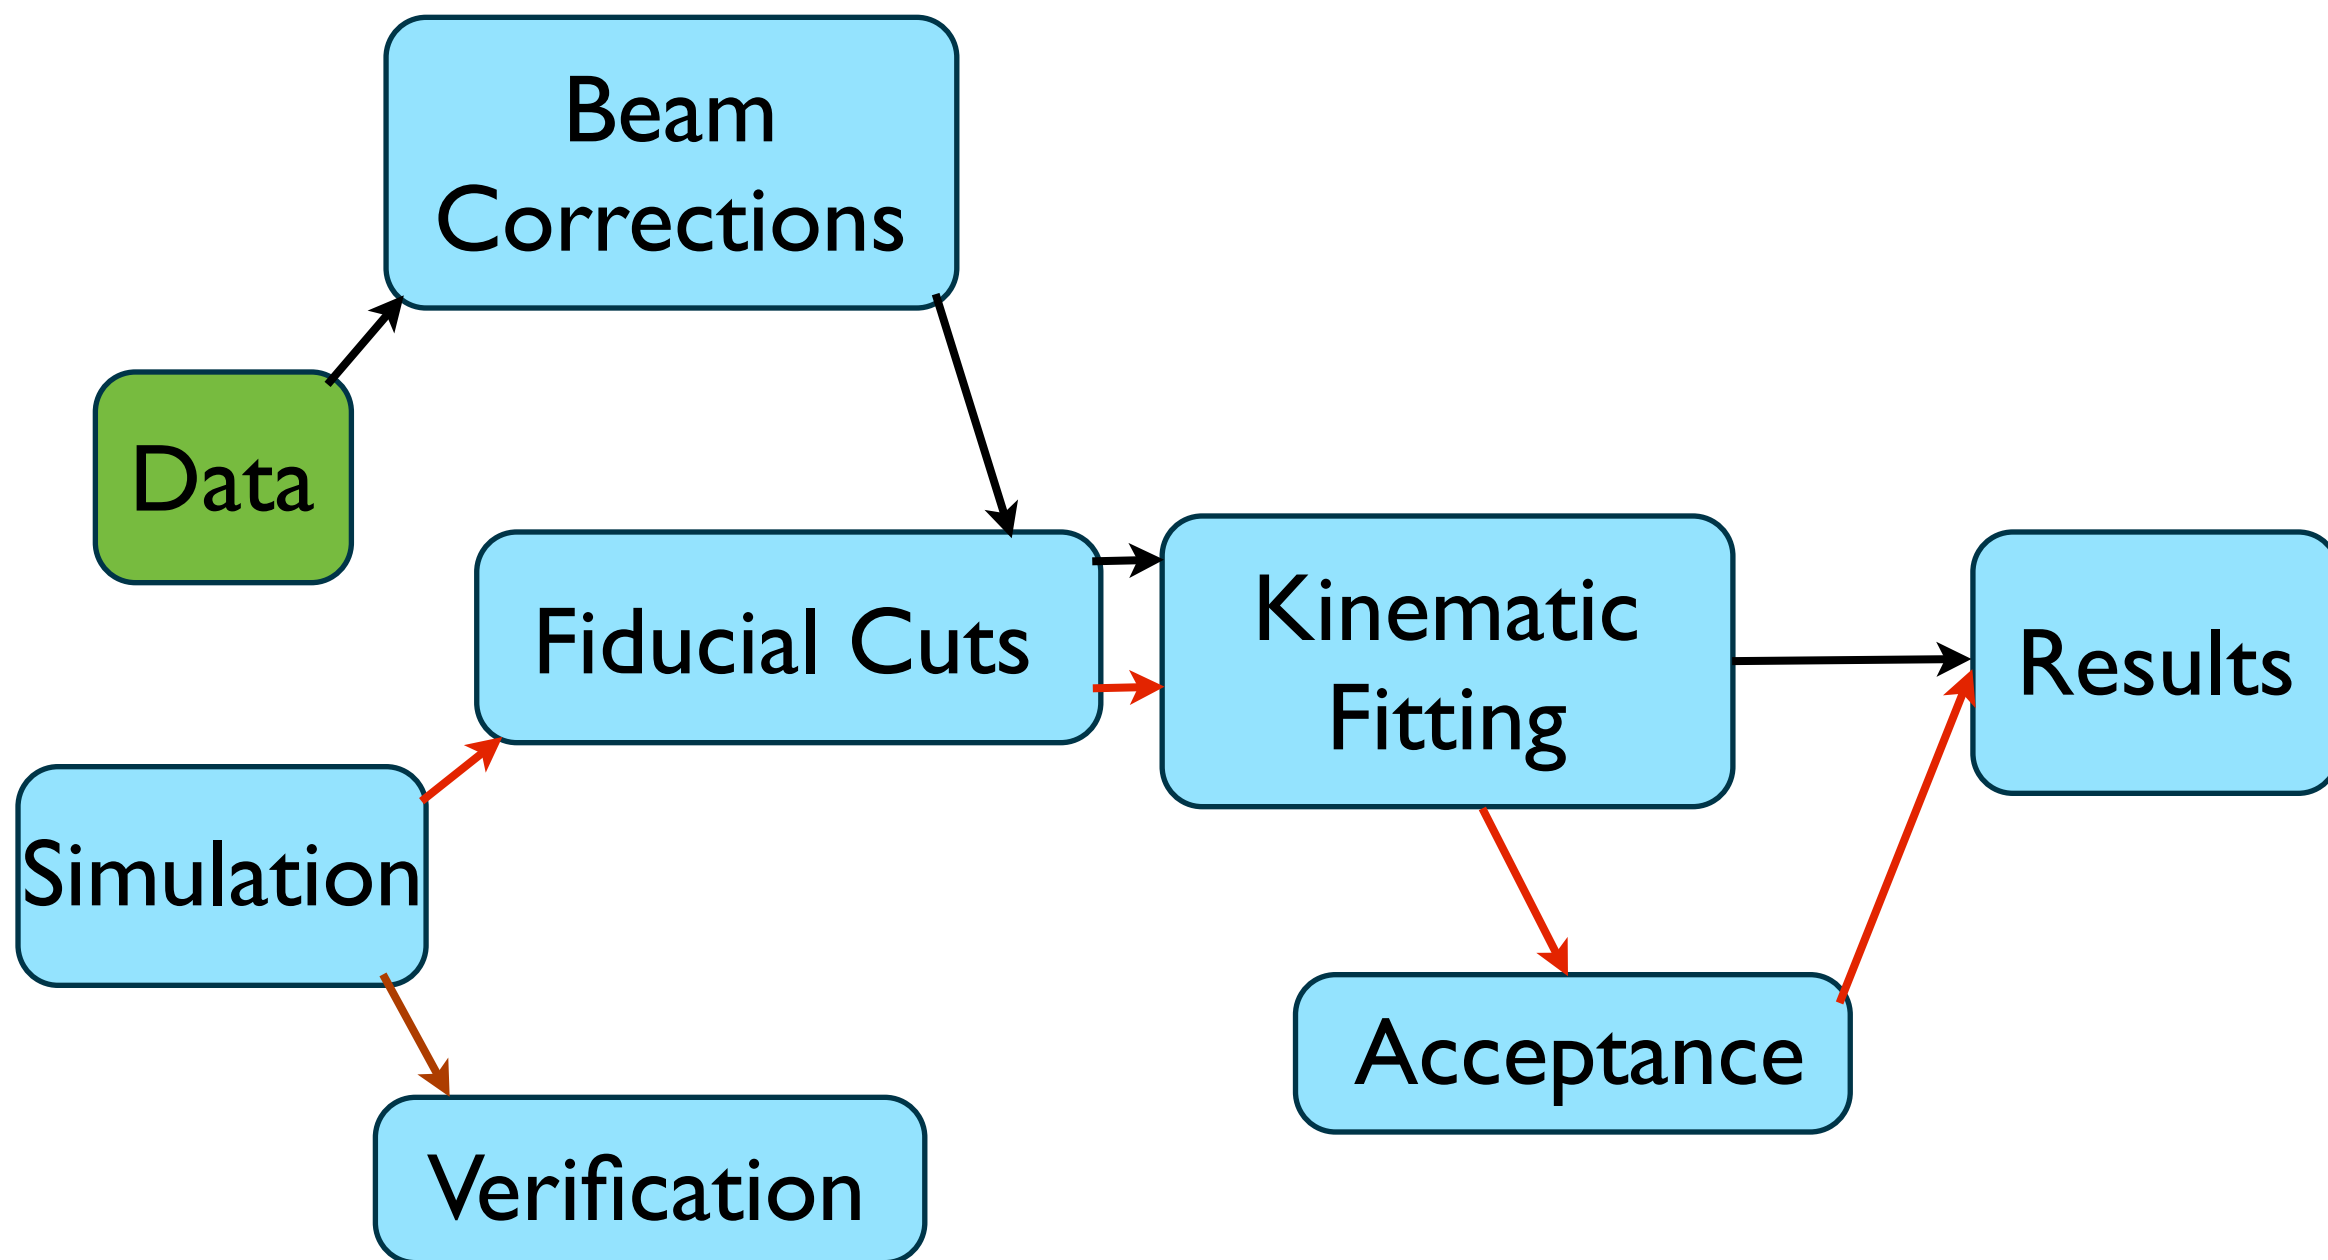 Beam
Corrections
Data
Fiducial Cuts
Kinematic
Fitting
Results
Simulation
Acceptance
Verification